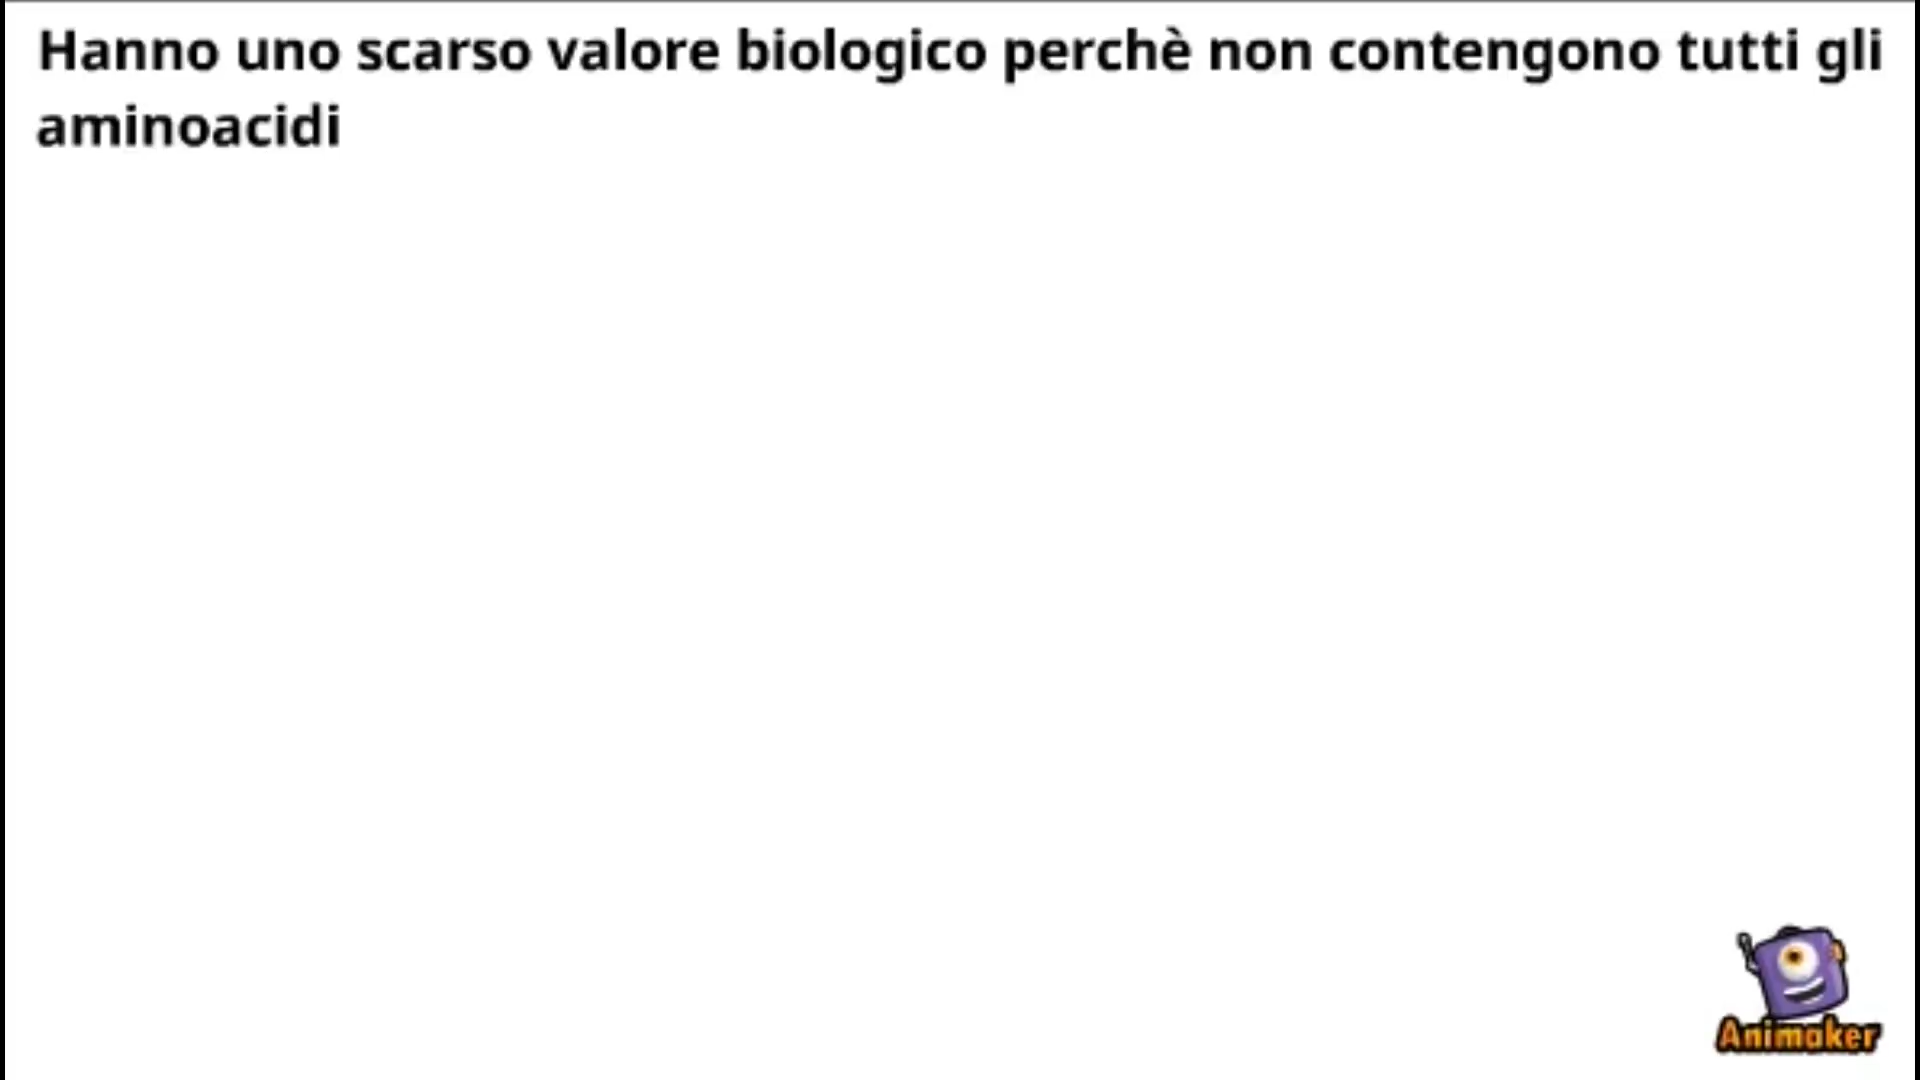 Hanno uno scarso valore biologico perchè non contengono tutti gli
aminoacidi
Animaker